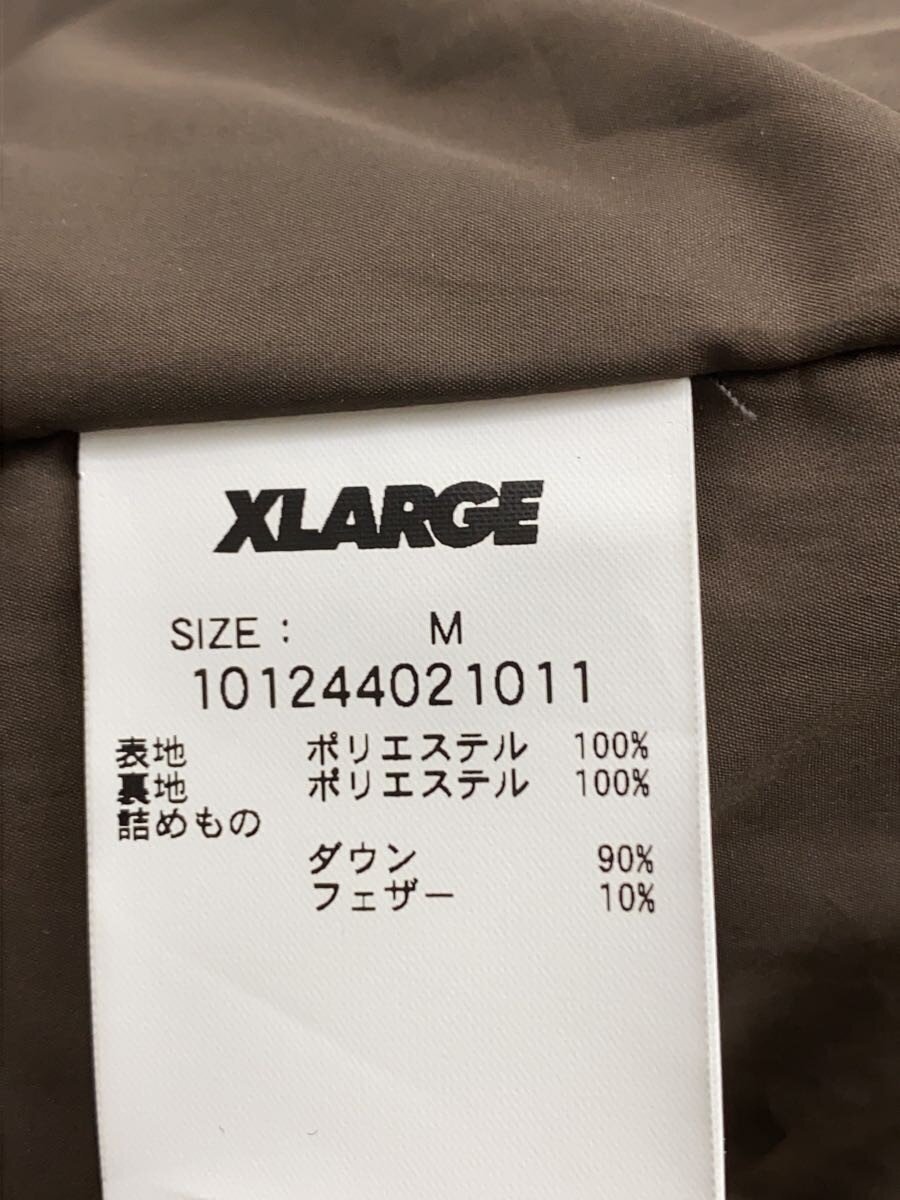 XLARGE
SIZE : M
101244021011
表地 ポリエステル 100%
裏地 ポリエステル 100%
詰めもの
ダウン 90%
フェザー 10%